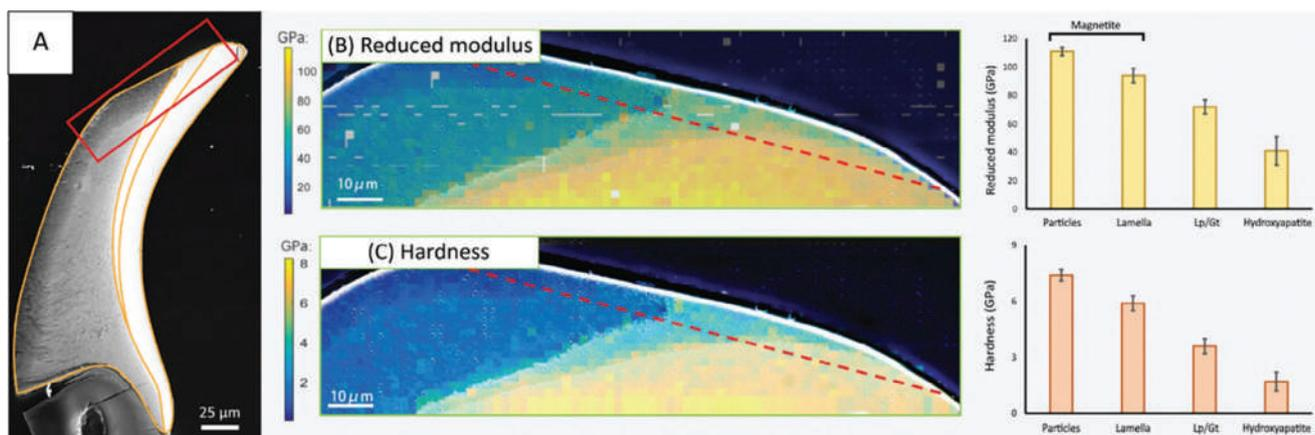 A
25 μm
GPa:
100
80
60
40
20
(B) Reduced modulus
10 μm
GPa:
8
6
4
2
(C) Hardness
10 μm
Magnetite
Reduced modulus (GPa)
120
100
80
60
40
20
0
Particles Lamella Lp/Gt Hydroxyapatite
Hardness (GPa)
9
6
3
0
Particles Lamella Lp/Gt Hydroxyapatite